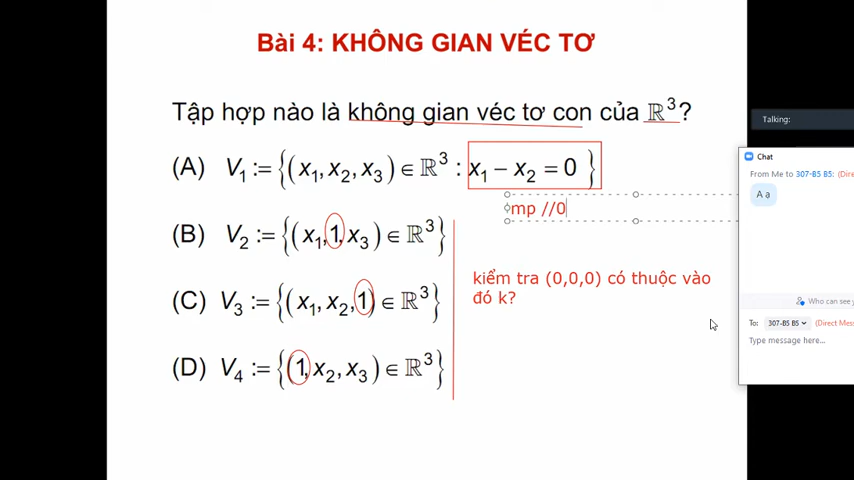 Bài 4: KHÔNG GIAN VÉC TƠ
Tập hợp nào là không gian véc tơ con của ℝ³?
(A) V₁ := {(x₁, x₂, x₃) ∈ ℝ³ : x₁ − x₂ = 0}
mp //0
(B) V₂ := {(x₁, 1, x₃) ∈ ℝ³}
kiểm tra (0,0,0) có thuộc vào
đó k?
(C) V₃ := {(x₁, x₂, 1) ∈ ℝ³}
(D) V₄ := {(1, x₂, x₃) ∈ ℝ³}
Talking:
Chat
From Me to 307-B5 B5: (Dire
A a
Who can see y
To: 307-B5 B5 (Direct Mes
Type message here...